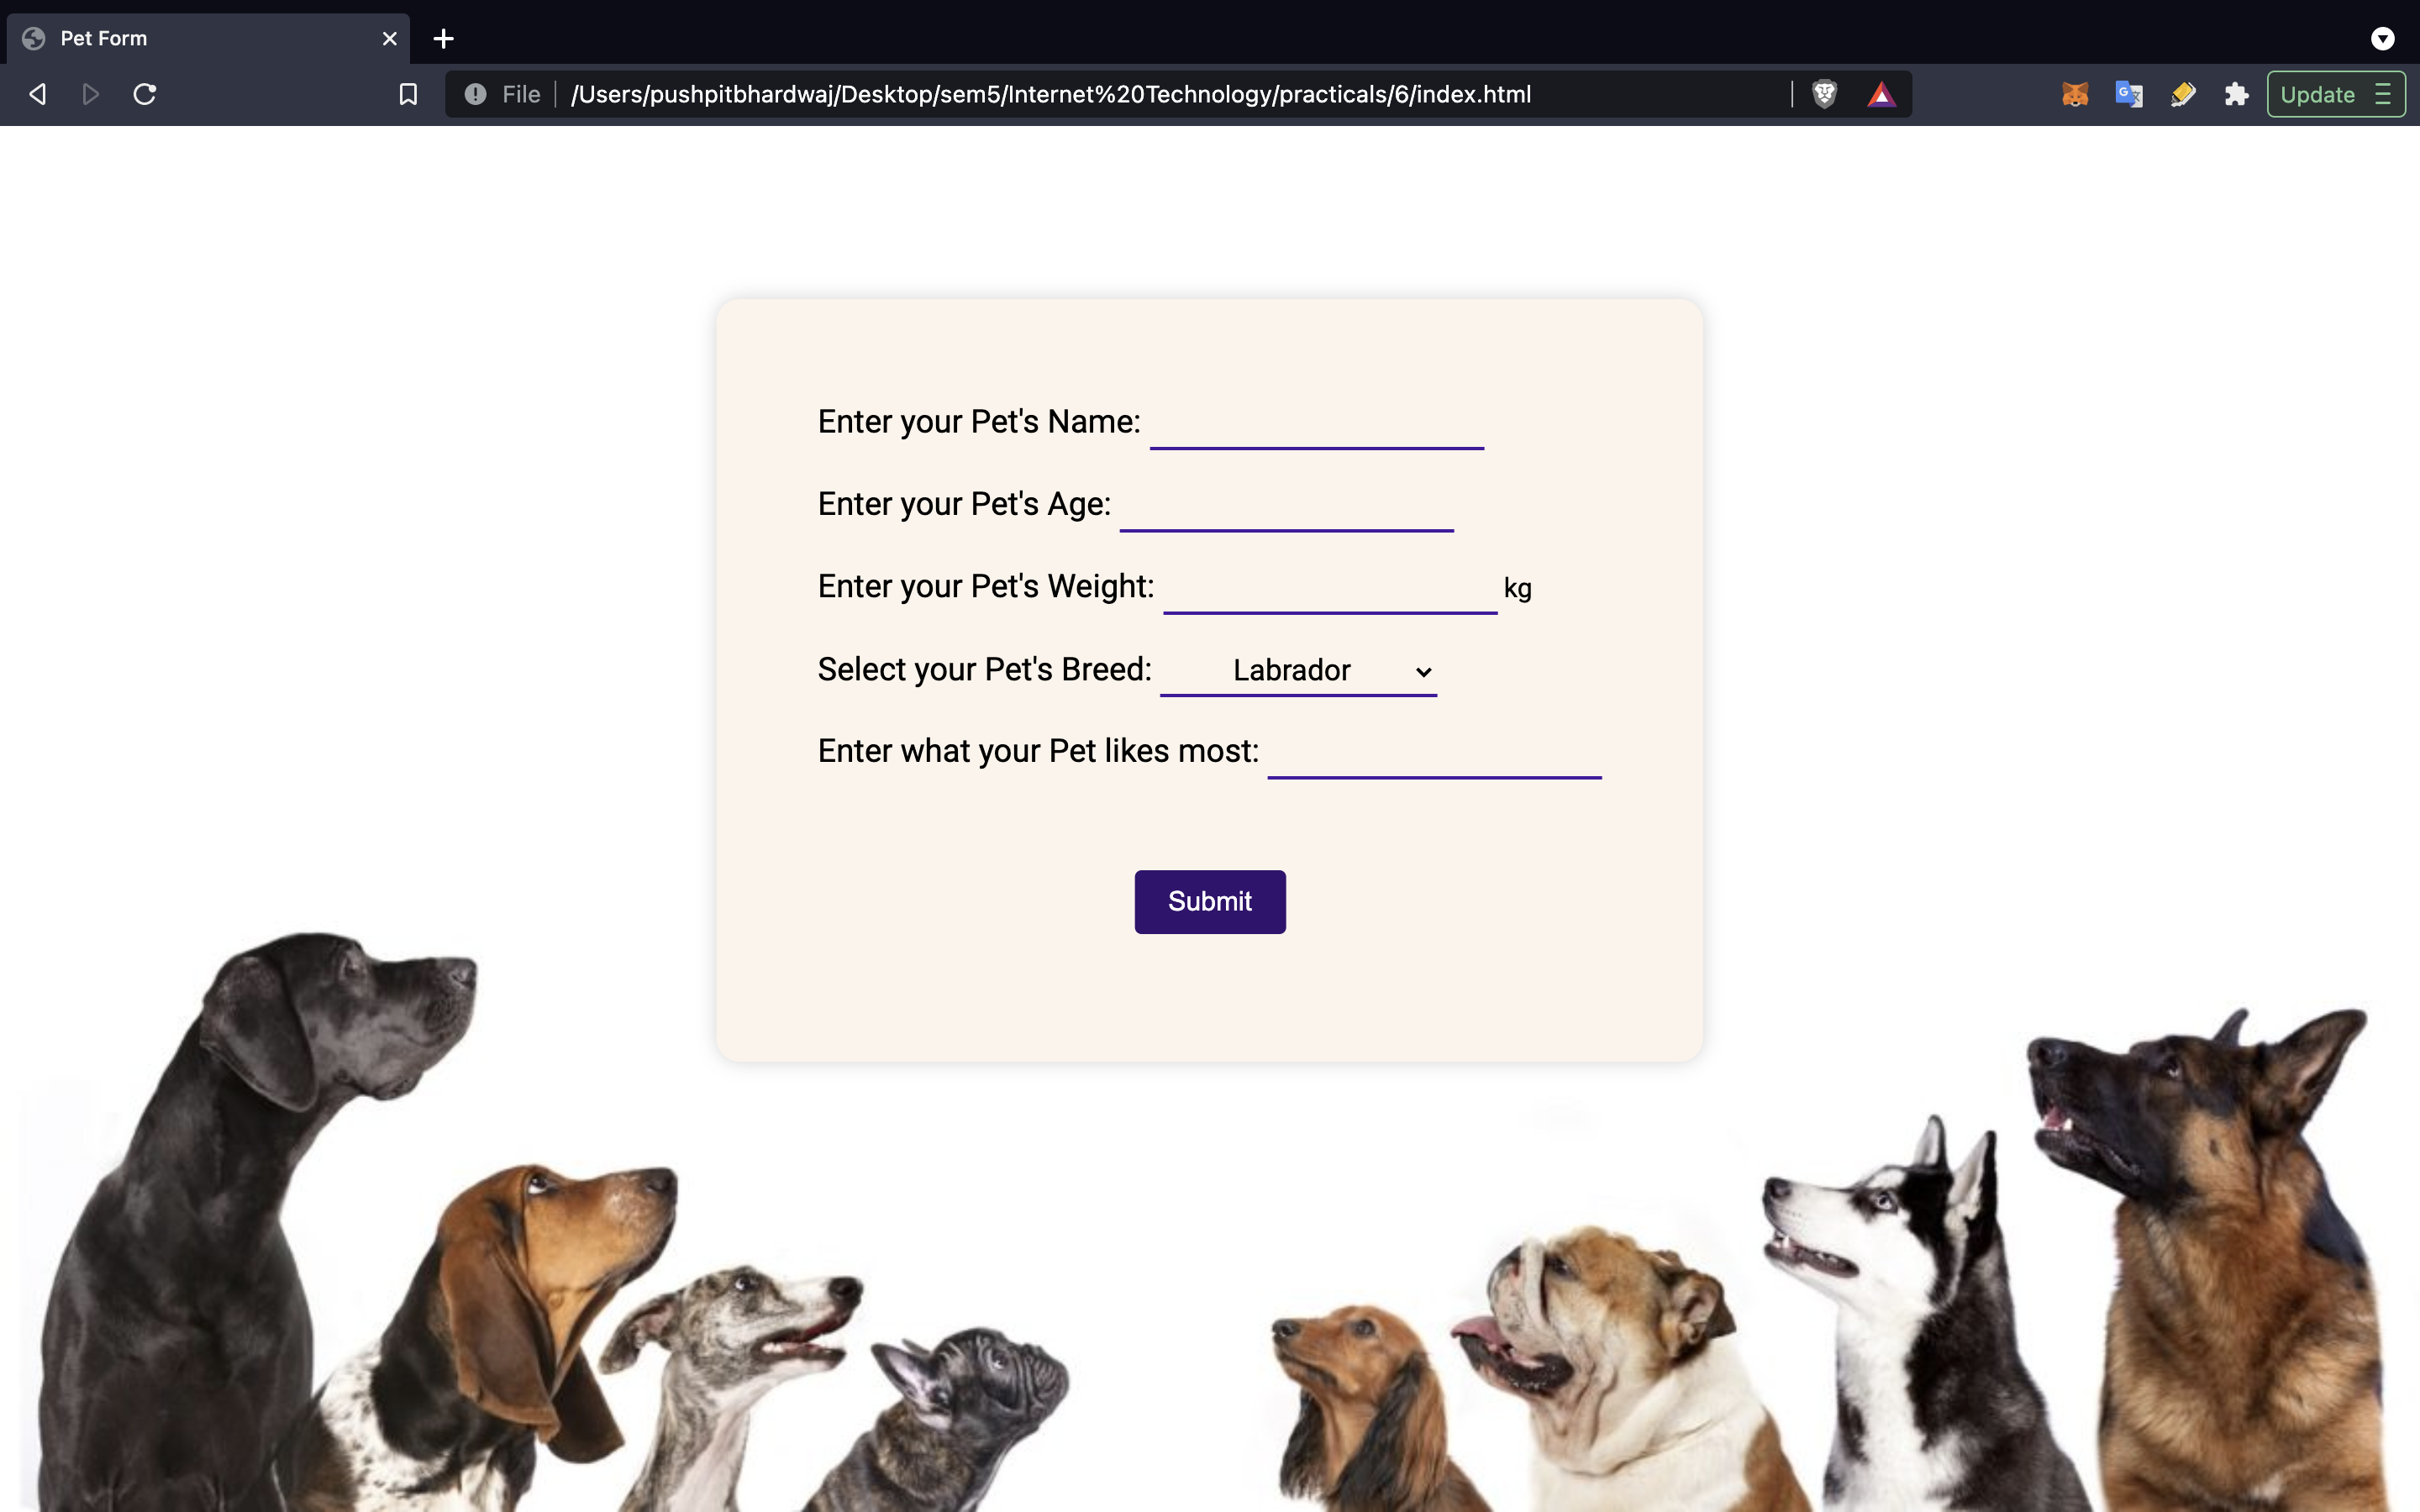 Pet Form
File /Users/pushpitbhardwaj/Desktop/sem5/Internet%20Technology/practicals/6/index.html Update
Enter your Pet's Name:
Enter your Pet's Age:
Enter your Pet's Weight: kg
Select your Pet's Breed: Labrador
Enter what your Pet likes most:
Submit